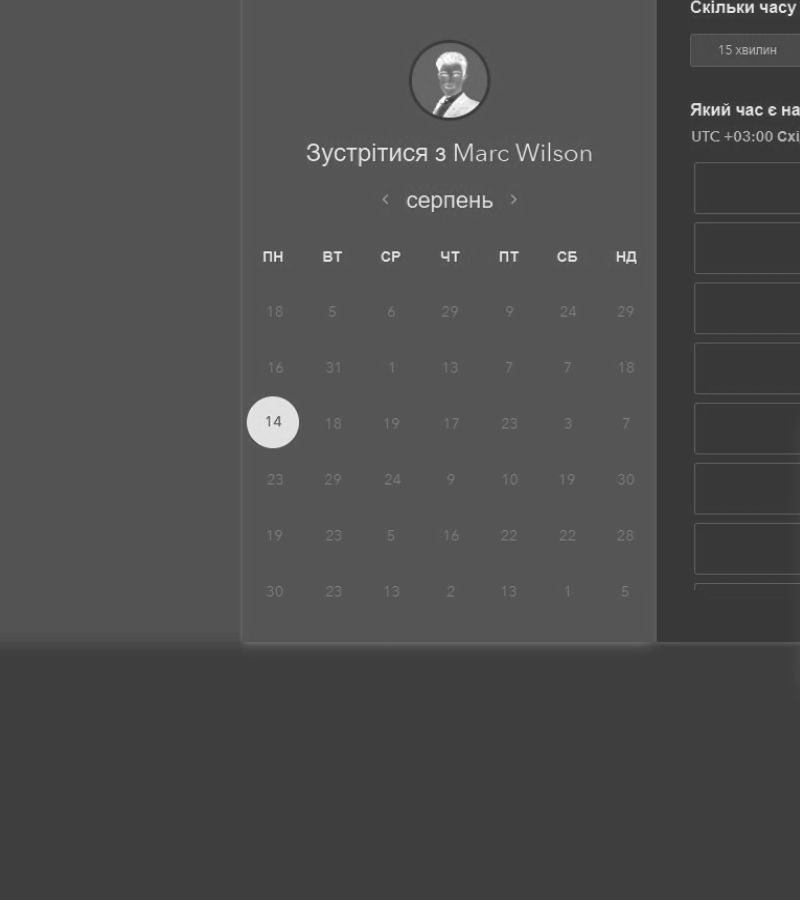 Зустрітися з Marc Wilson
серпень
ПН ВТ СР ЧТ ПТ СБ НД
18 5 6 29 9 24 29
16 31 1 13 7 7 18
14 18 19 17 23 3 7
23 29 24 9 10 19 30
19 23 5 16 22 22 28
30 23 13 2 13 1 5
Скільки часу
15 хвилин
Який час є
UTC +03:00